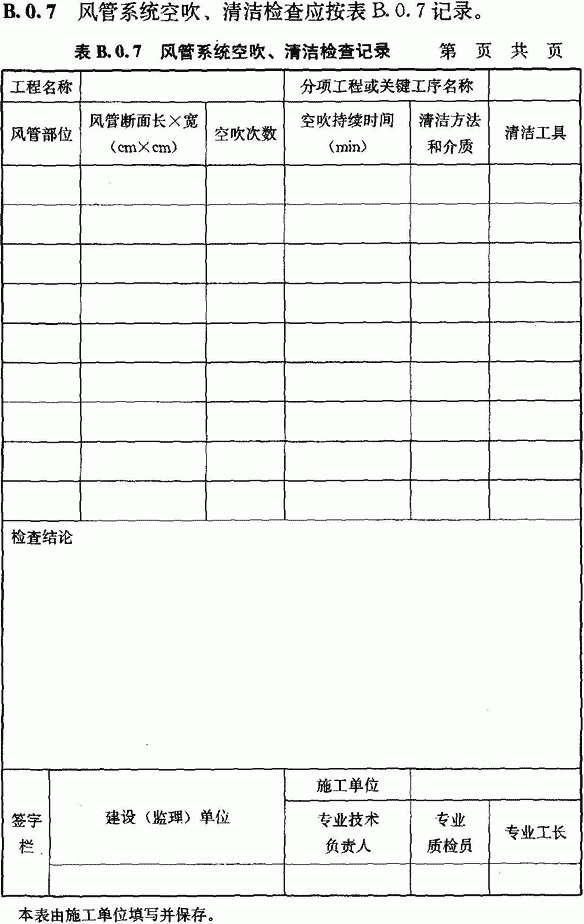 B.0.7 风管系统空吹、清洁检查应按表 B.0.7 记录。
表 B.0.7 风管系统空吹、清洁检查记录 第 页 共 页
工程名称 分项工程或关键工序名称
风管部位 风管断面长×宽 空吹次数 空吹持续时间 清洁方法 清洁工具
（cm×cm） （min） 和介质
检查结论
签字
栏
建设（监理）单位
施工单位
专业技术 专业 专业工长
负责人 质检员
本表由施工单位填写并保存。